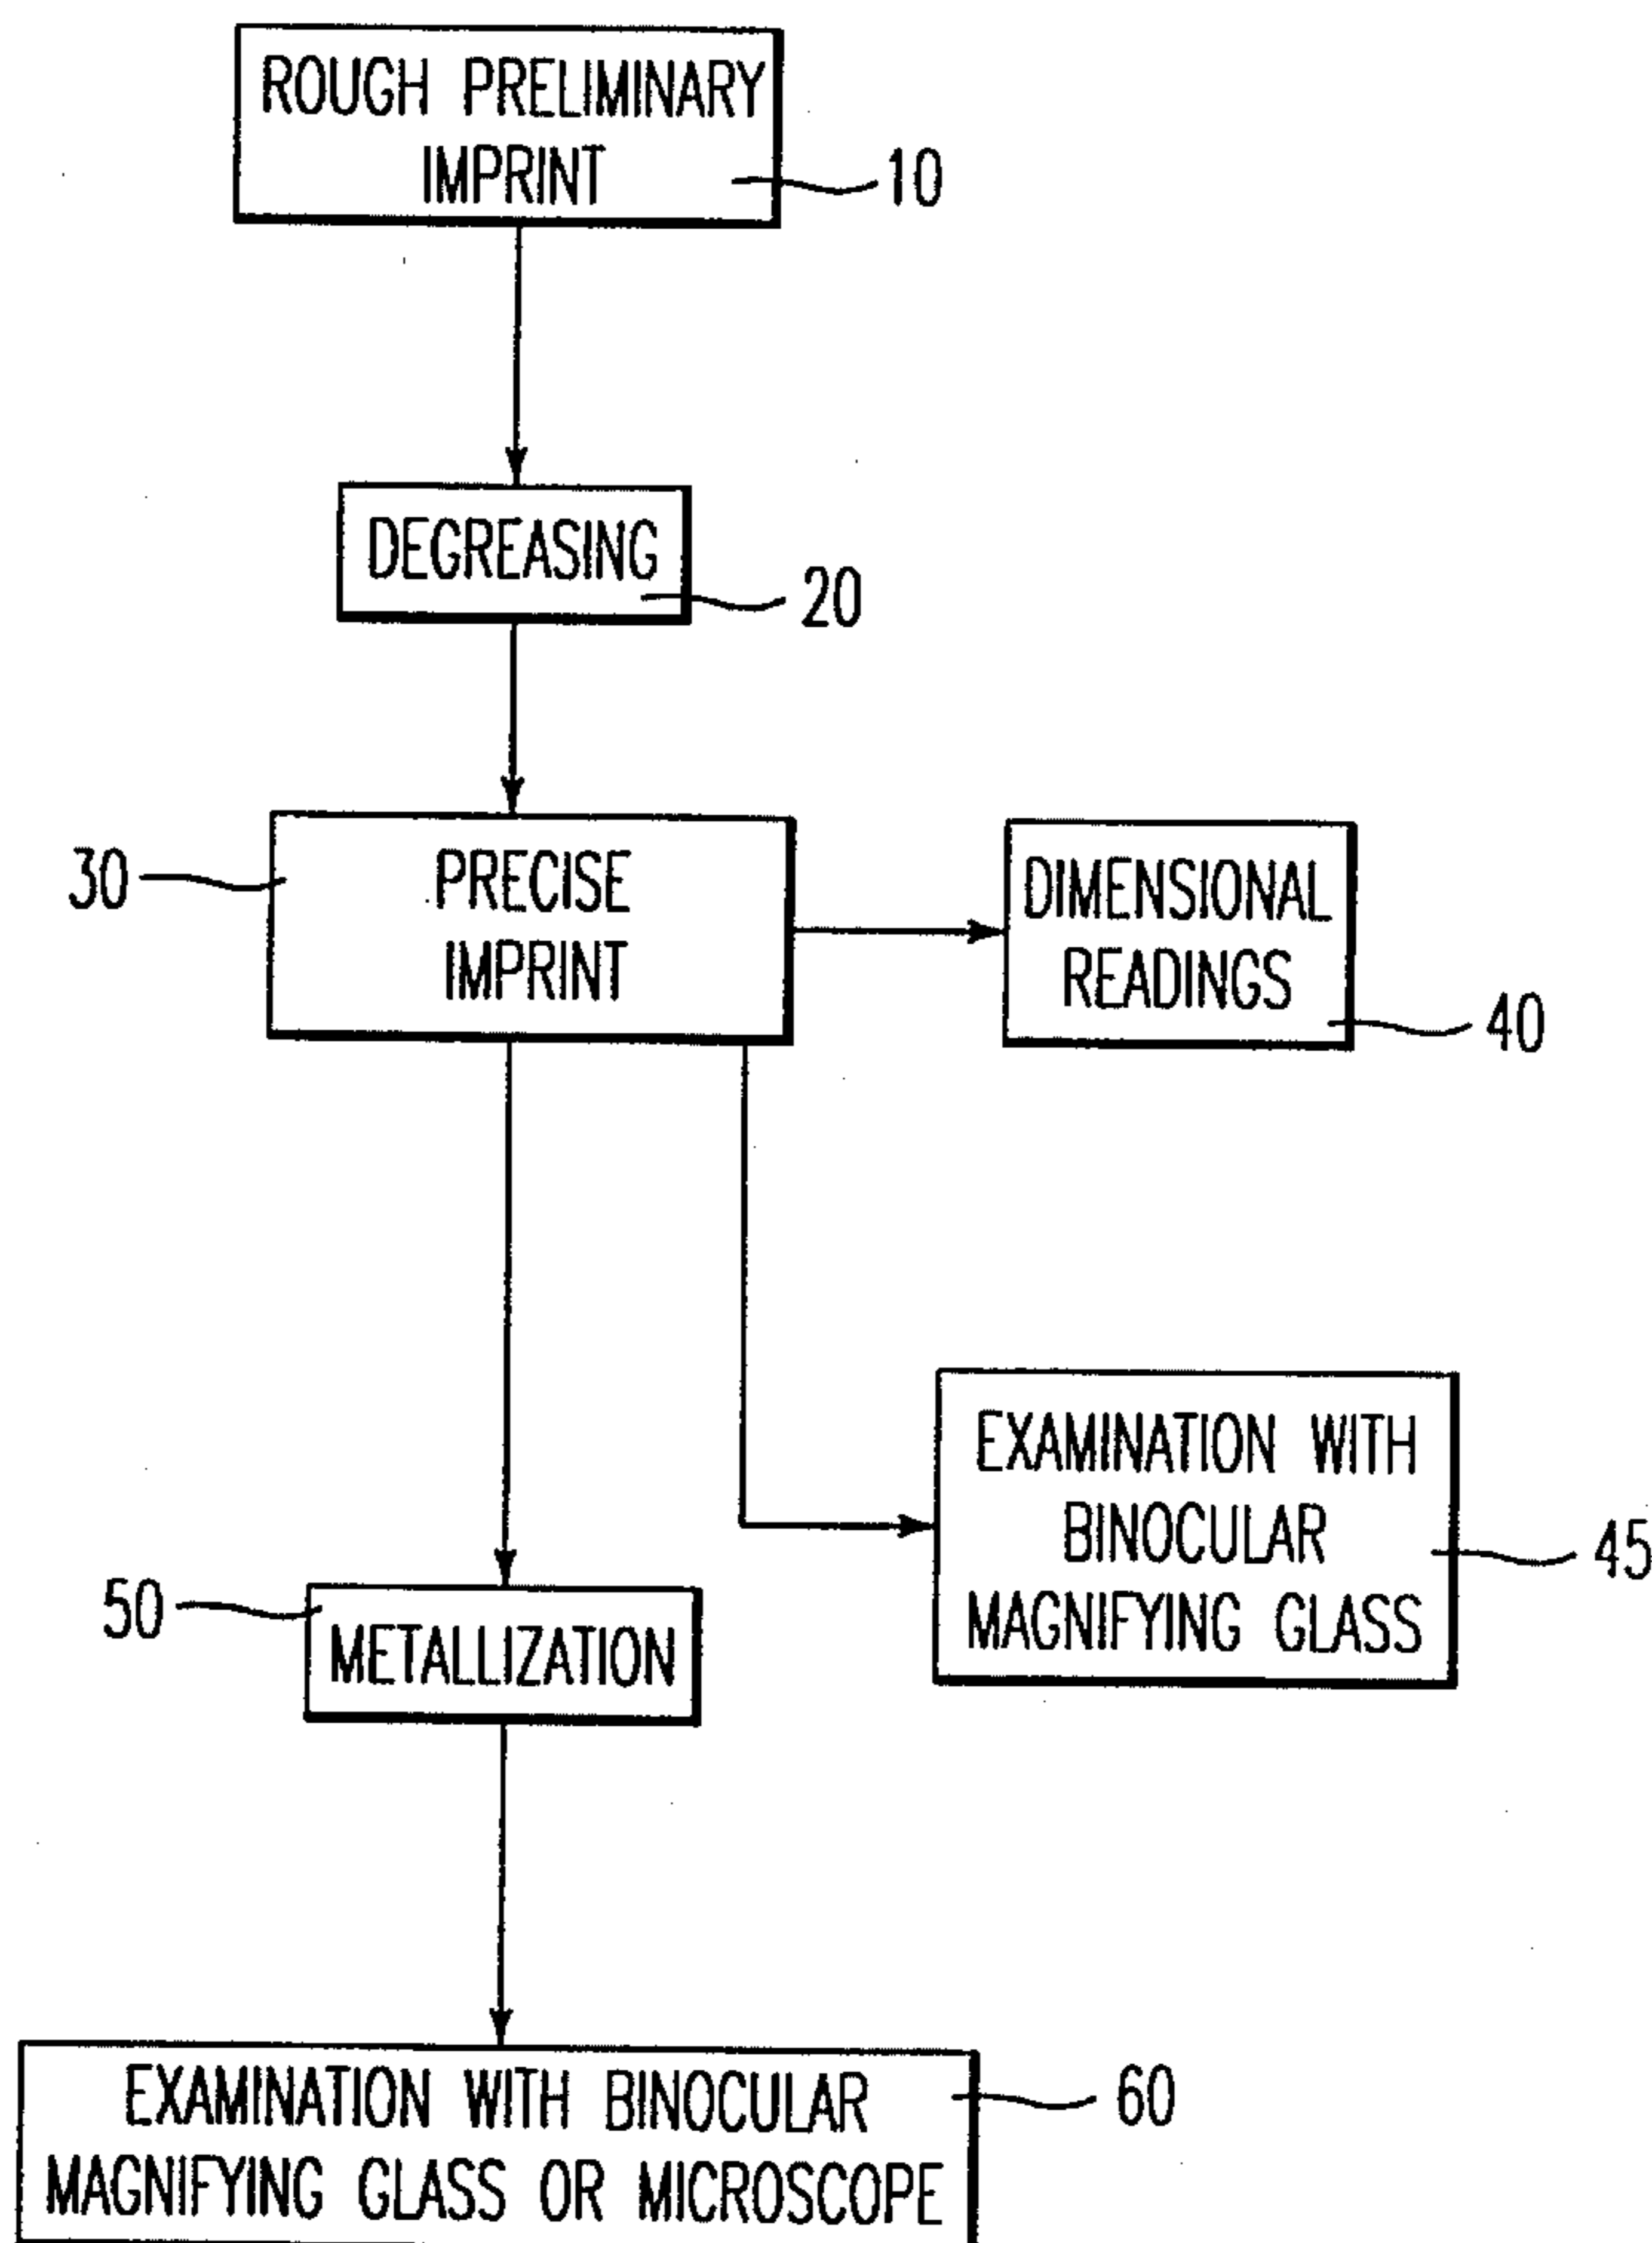 ROUGH PRELIMINARY
IMPRINT
10
DEGREASING
20
30
PRECISE
IMPRINT
DIMENSIONAL
READINGS
40
EXAMINATION WITH
BINOCULAR
MAGNIFYING GLASS
45
50
METALLIZATION
EXAMINATION WITH BINOCULAR
MAGNIFYING GLASS OR MICROSCOPE
60